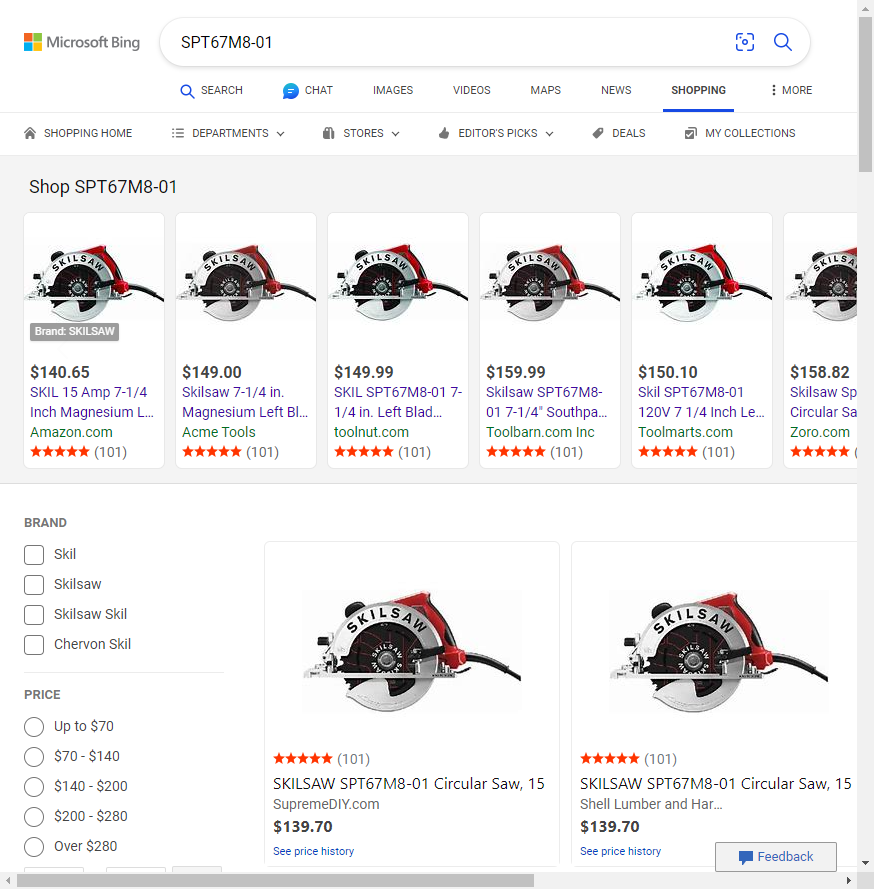 Microsoft Bing
SPT67M8-01
SEARCH
CHAT
IMAGES
VIDEOS
MAPS
NEWS
SHOPPING
MORE
SHOPPING HOME
DEPARTMENTS
STORES
EDITOR'S PICKS
DEALS
MY COLLECTIONS
Shop SPT67M8-01
SKILSAW
Brand: SKILSAW
$140.65
SKIL 15 Amp 7-1/4
Inch Magnesium L...
Amazon.com
(101)
SKILSAW
$149.00
Skilsaw 7-1/4 in.
Magnesium Left Bl...
Acme Tools
(101)
SKILSAW
$149.99
SKIL SPT67M8-01 7-
1/4 in. Left Blad...
toolnut.com
(101)
SKILSAW
$159.99
Skilsaw SPT67M8-
01 7-1/4" Southpa...
Toolbarn.com Inc
(101)
SKILSAW
$150.10
Skil SPT67M8-01
120V 7 1/4 Inch Le...
Toolmarts.com
(101)
$158.82
Skilsaw Sp
Circular Sa
Zoro.com
BRAND
Skil
Skilsaw
Skilsaw Skil
Chervon Skil
PRICE
Up to $70
$70 - $140
$140 - $200
$200 - $280
Over $280
SKILSAW
(101)
SKILSAW SPT67M8-01 Circular Saw, 15
SupremeDIY.com
$139.70
See price history
SKILSAW
(101)
SKILSAW SPT67M8-01 Circular Saw, 15
Shell Lumber and Har...
$139.70
See price history
Feedback